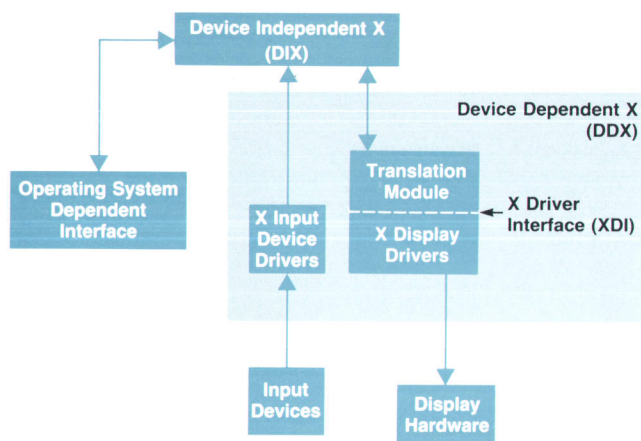 Device Independent X
(DIX)
Device Dependent X
(DDX)
Translation
Module
Operating System
Dependent
Interface
X Driver
Interface (XDI)
X Input
Device
Drivers
X Display
Drivers
Input
Devices
Display
Hardware